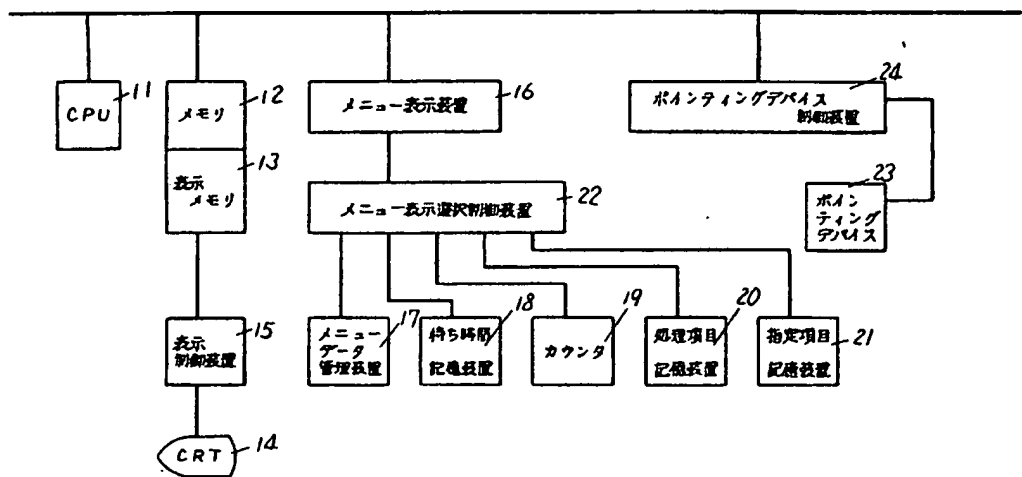 CPU
11
メモリ
12
表示
メモリ
13
メニュー表示装置
16
ポインティングデバイス
制御装置
24
メニュー表示選択制御装置
22
ポイン
ティング
デバイス
23
表示
制御装置
15
メニュー
データ
管理装置
17
待ち時間
記憶装置
18
カウンタ
19
処理項目
記憶装置
20
指定項目
記憶装置
21
CRT
14